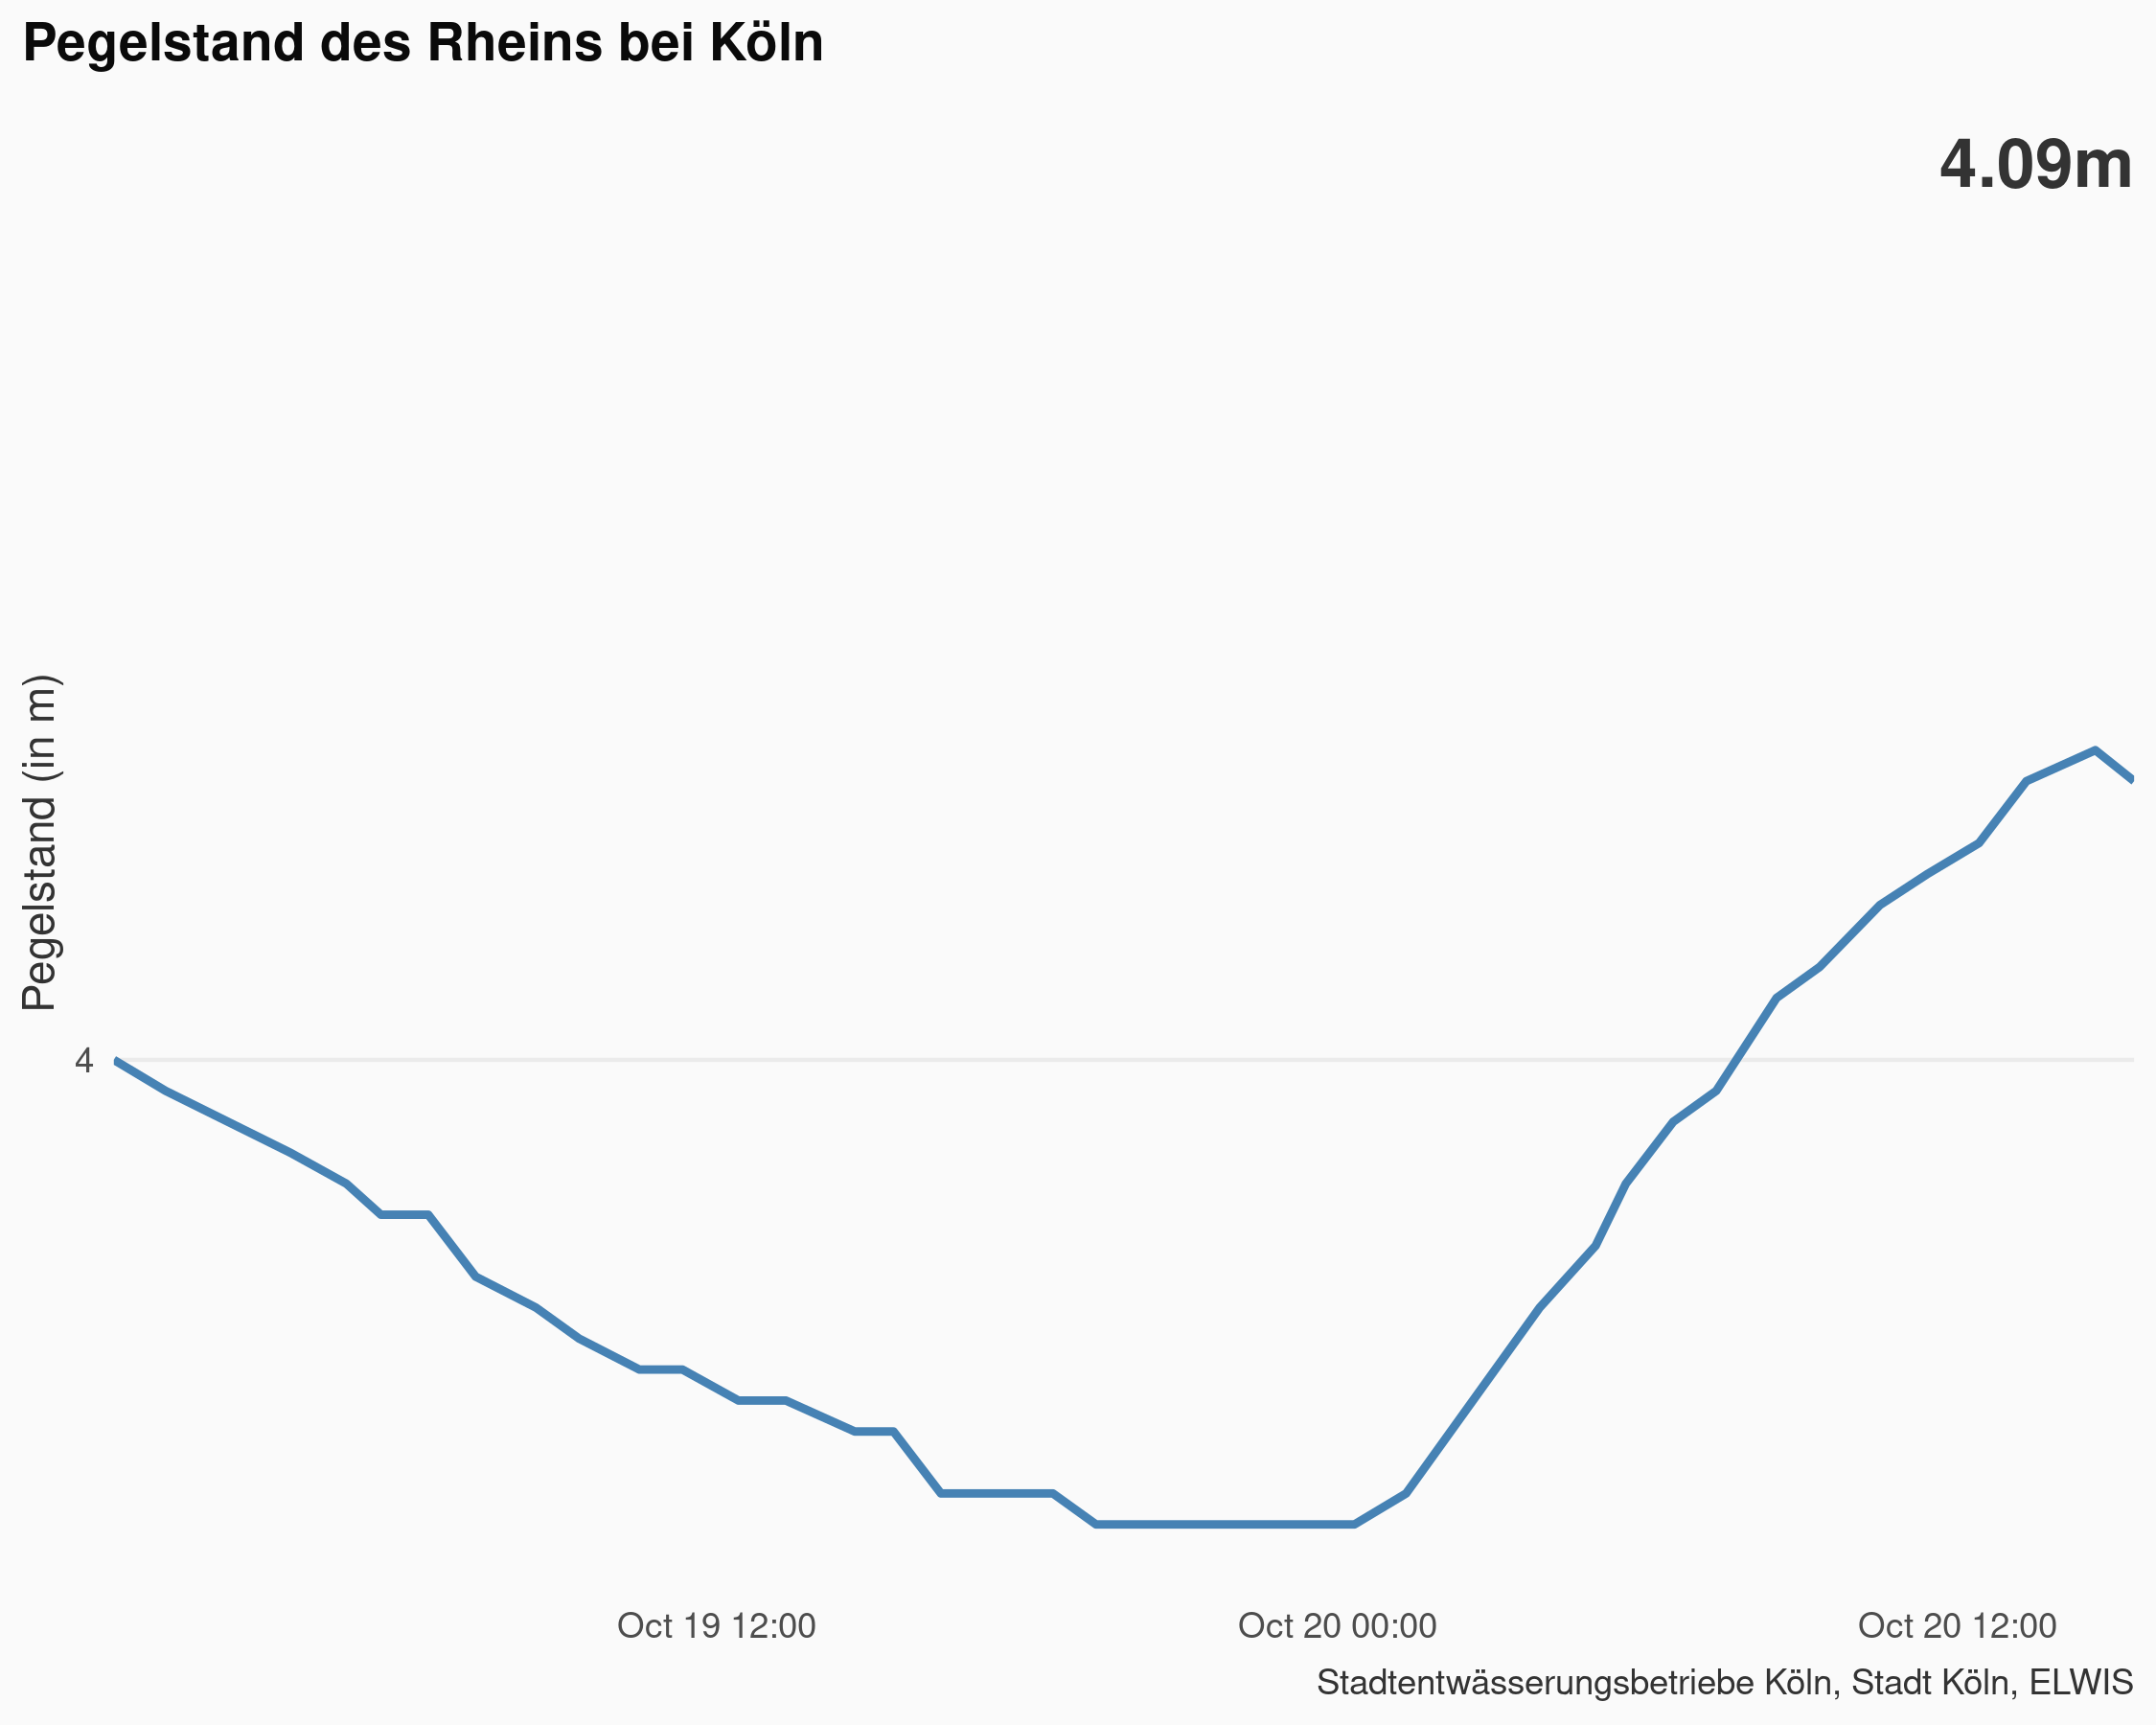 Pegelstand des Rheins bei Köln
4.09m
Pegelstand (in m)
4
Oct 19 12:00
Oct 20 00:00
Oct 20 12:00
Stadtentwässerungsbetriebe Köln, Stadt Köln, ELWIS